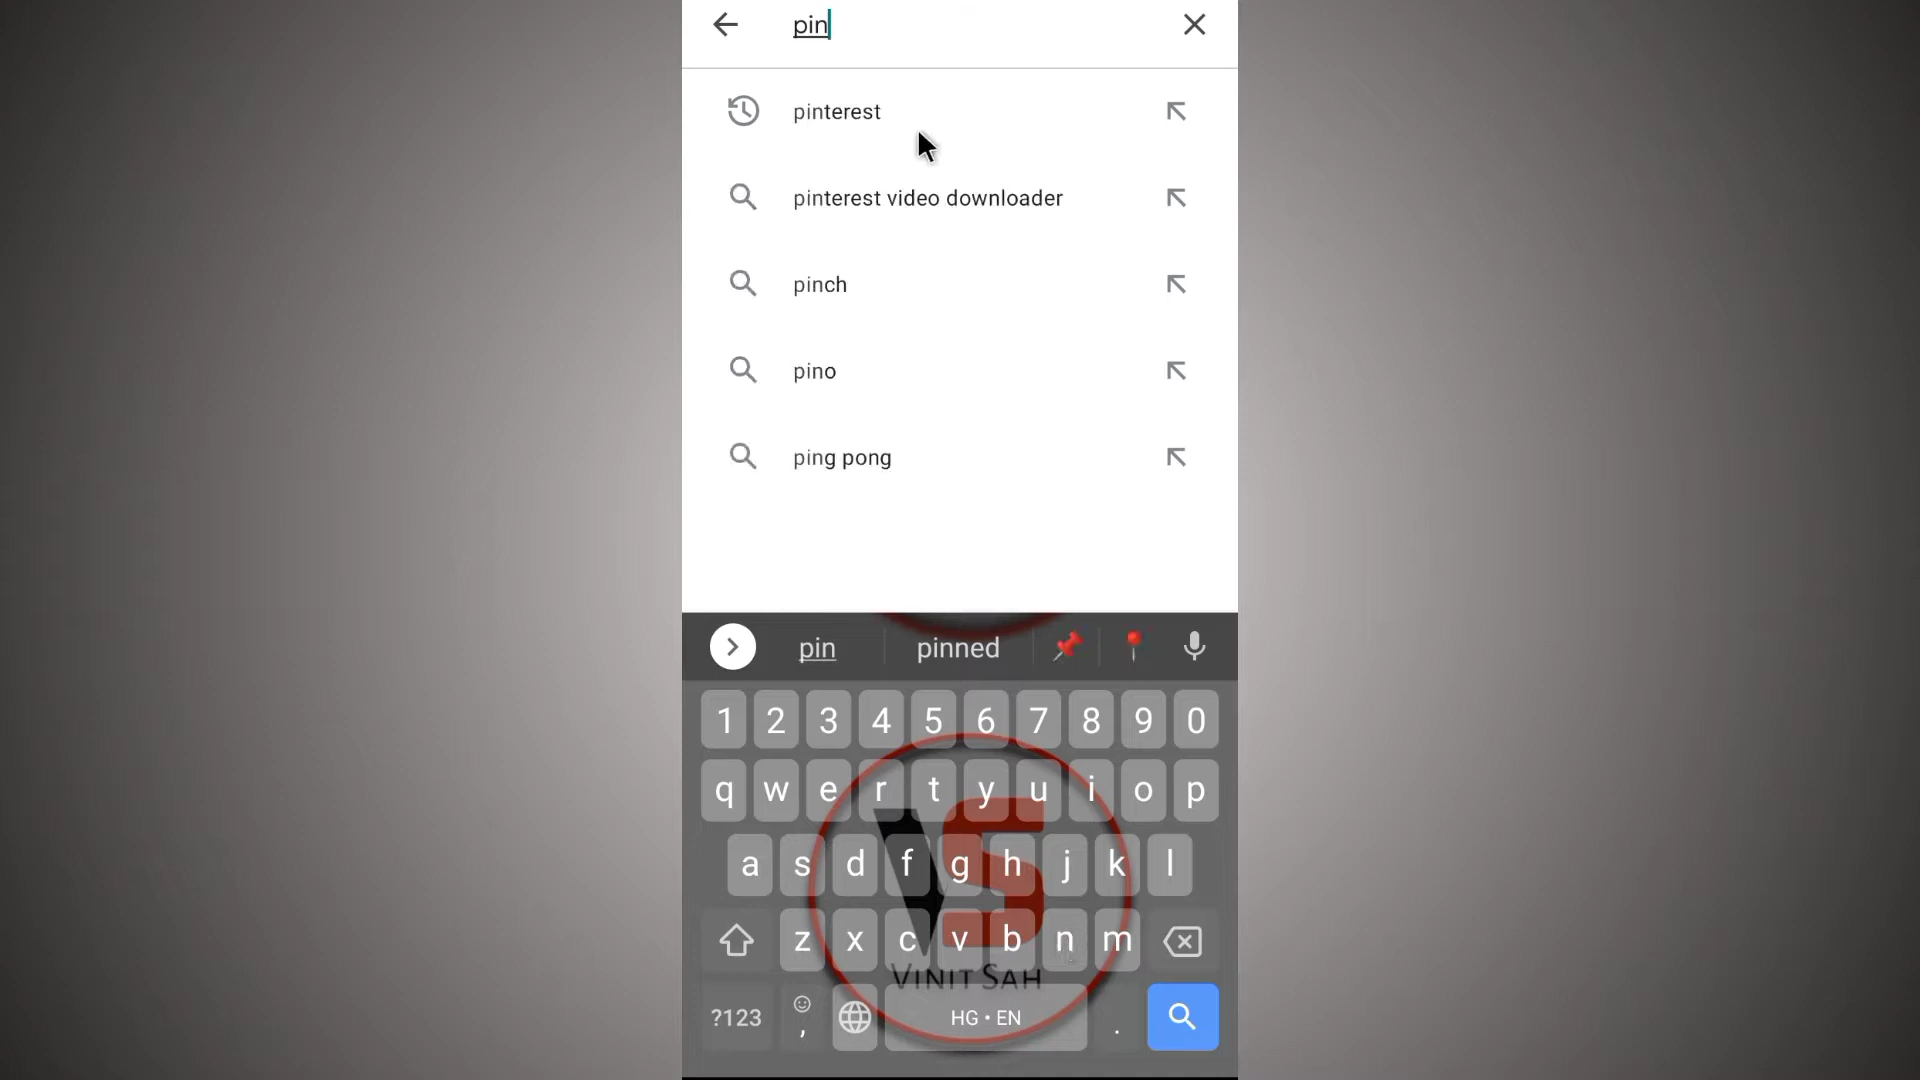 pin
pinterest
pinterest video downloader
pinch
pino
ping pong
pin pinned
1 2 3 4 5 6 7 8 9 0
q w e r t y u i o p
a s d f g h j k l
z x c v b n m
VS
VINIT SAH
?123 , HG • EN .